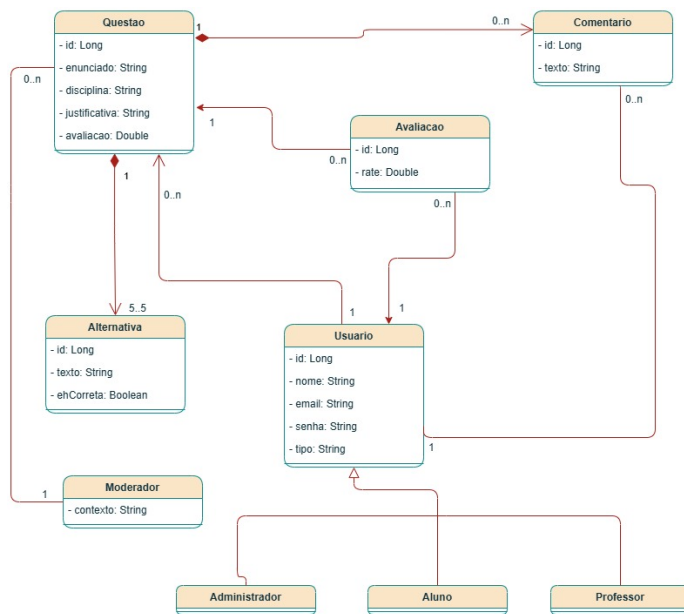 Questao
- id: Long
- enunciado: String
- disciplina: String
- justificativa: String
- avaliacao: Double
1
0..n
0..n
Comentario
- id: Long
- texto: String
0..n
1
0..n
Avaliacao
- id: Long
- rate: Double
0..n
1
0..n
5..5
Alternativa
- id: Long
- texto: String
- ehCorreta: Boolean
1
1
Usuario
- id: Long
- nome: String
- email: String
- senha: String
- tipo: String
1
Moderador
- contexto: String
1
Administrador
Aluno
Professor